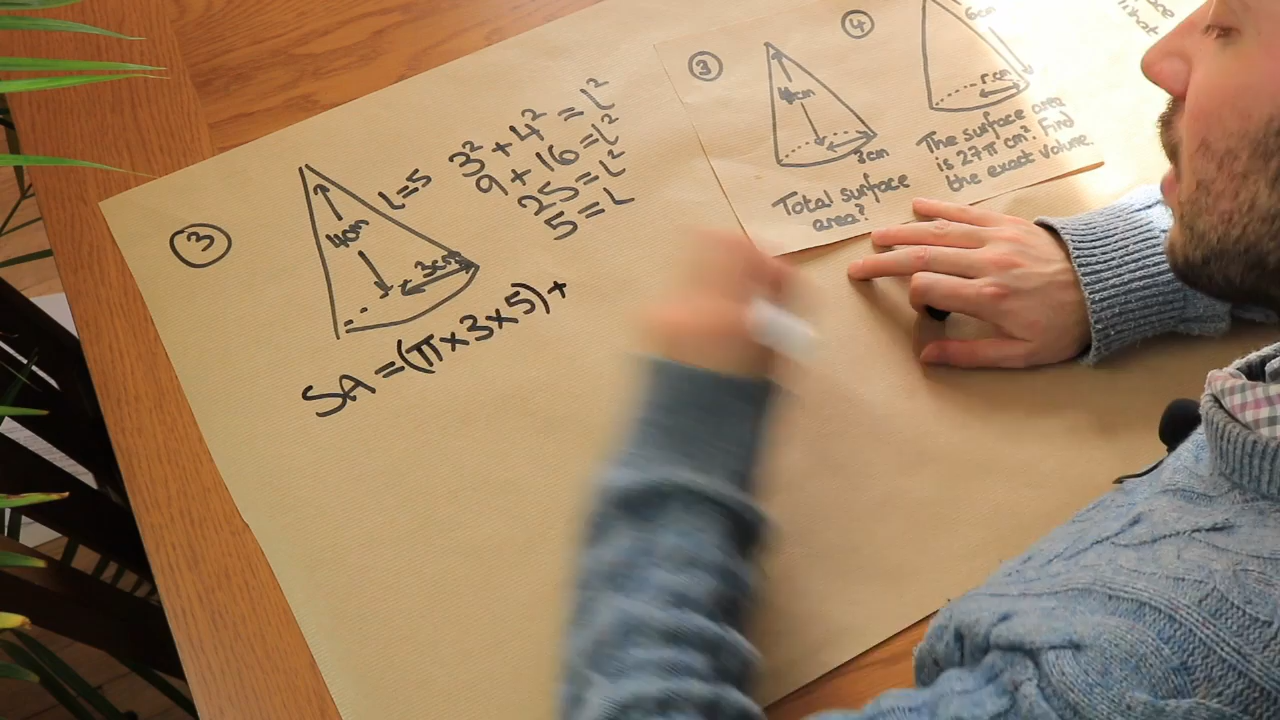 3
4cm
3cm
L=5
3² + 4² = L²
9 + 16 = L²
25 = L²
5 = L
SA = (π×3×5) +
3
4cm
3cm
Total surface
area?
4
6cm
r cm
The surface area
is 27π cm². Find
the exact volume.